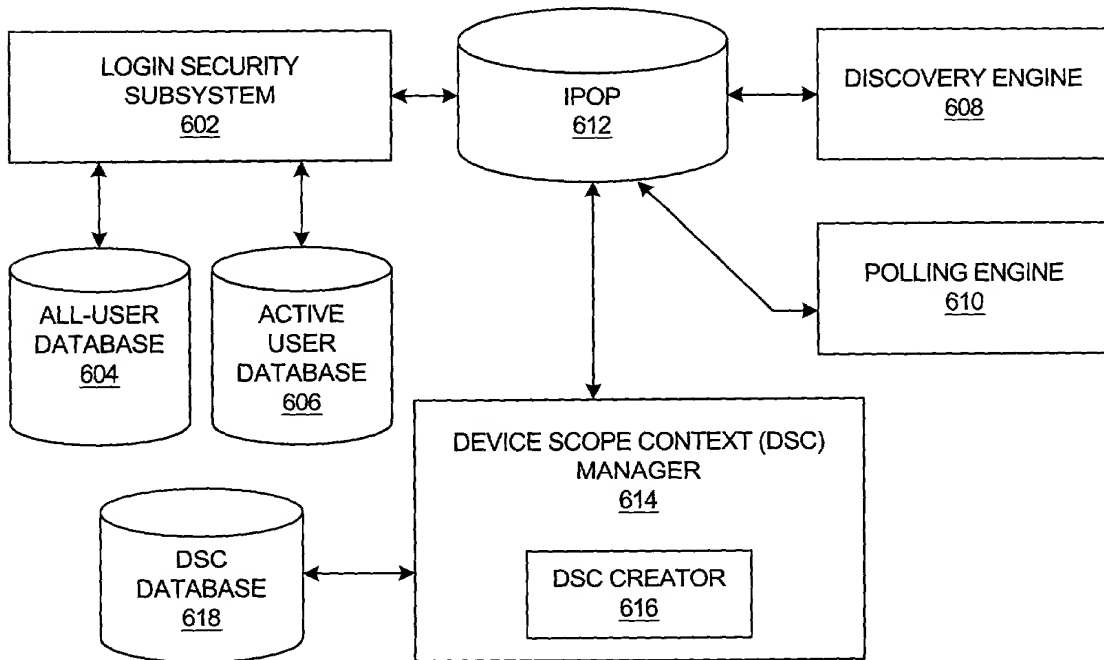 LOGIN SECURITY
SUBSYSTEM
602
IPOP
612
DISCOVERY ENGINE
608
POLLING ENGINE
610
ALL-USER
DATABASE
604
ACTIVE
USER
DATABASE
606
DEVICE SCOPE CONTEXT (DSC)
MANAGER
614
DSC CREATOR
616
DSC
DATABASE
618